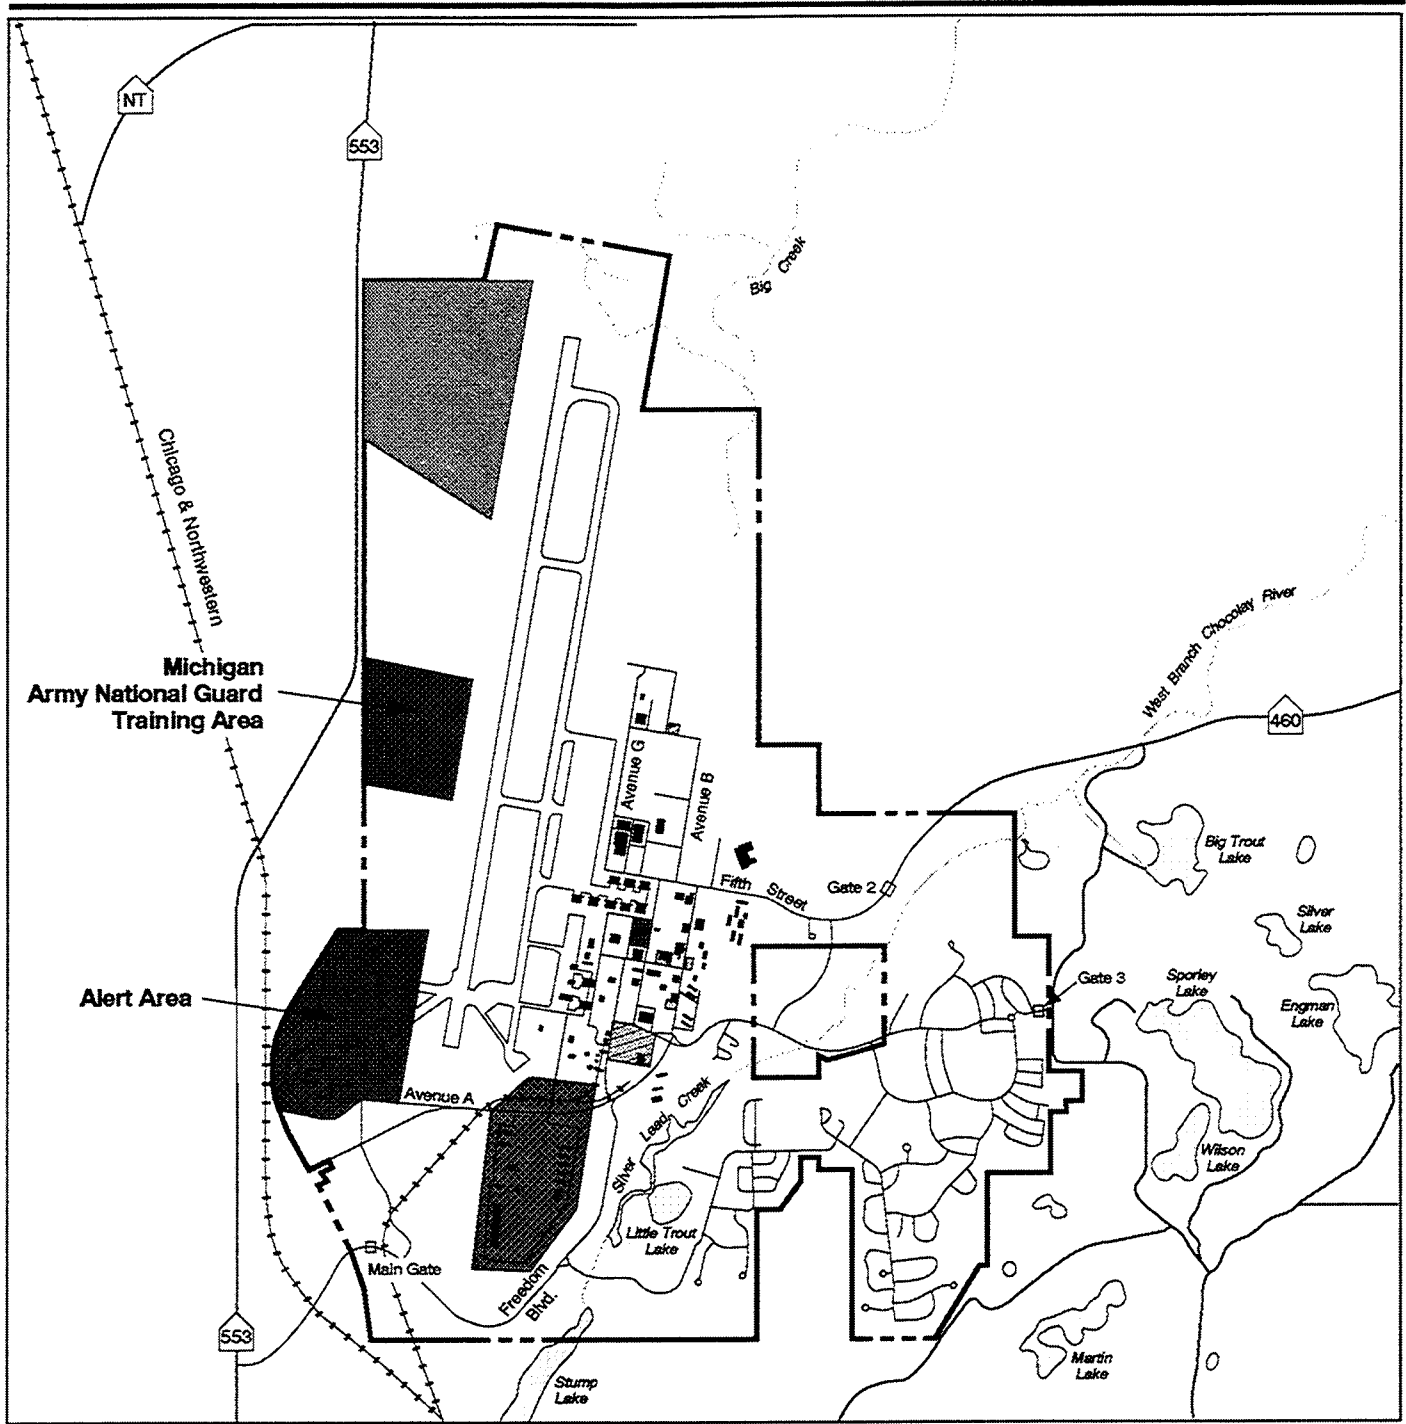 NT
553
Big Creek
Chicago & Northwestern
West Branch Chocolay River
Michigan
Army National Guard
Training Area
460
Avenue G
Avenue B
Big Trout
Lake
Fifth Street
Gate 2
Silver
Lake
Gate 3
Sporley
Lake
Engman
Lake
Alert Area
Avenue A
Silver Lead Creek
Wilson
Lake
Little Trout
Lake
Main Gate
Freedom
Blvd.
553
Martin
Lake
Stump
Lake